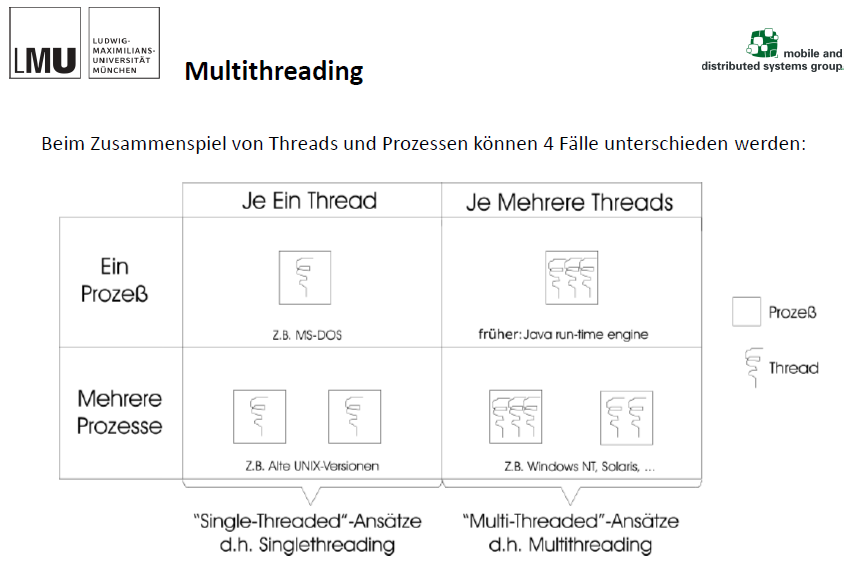 LMU
LUDWIG-
MAXIMILIANS-
UNIVERSITÄT
MÜNCHEN
Multithreading
mobile and
distributed systems group
Beim Zusammenspiel von Threads und Prozessen können 4 Fälle unterschieden werden:
Je Ein Thread
Je Mehrere Threads
Ein
Prozeß
Z.B. MS-DOS
früher: Java run-time engine
Mehrere
Prozesse
Z.B. Alte UNIX-Versionen
Z.B. Windows NT, Solaris, ...
Prozeß
Thread
"Single-Threaded"-Ansätze
d.h. Singlethreading
"Multi-Threaded"-Ansätze
d.h. Multithreading